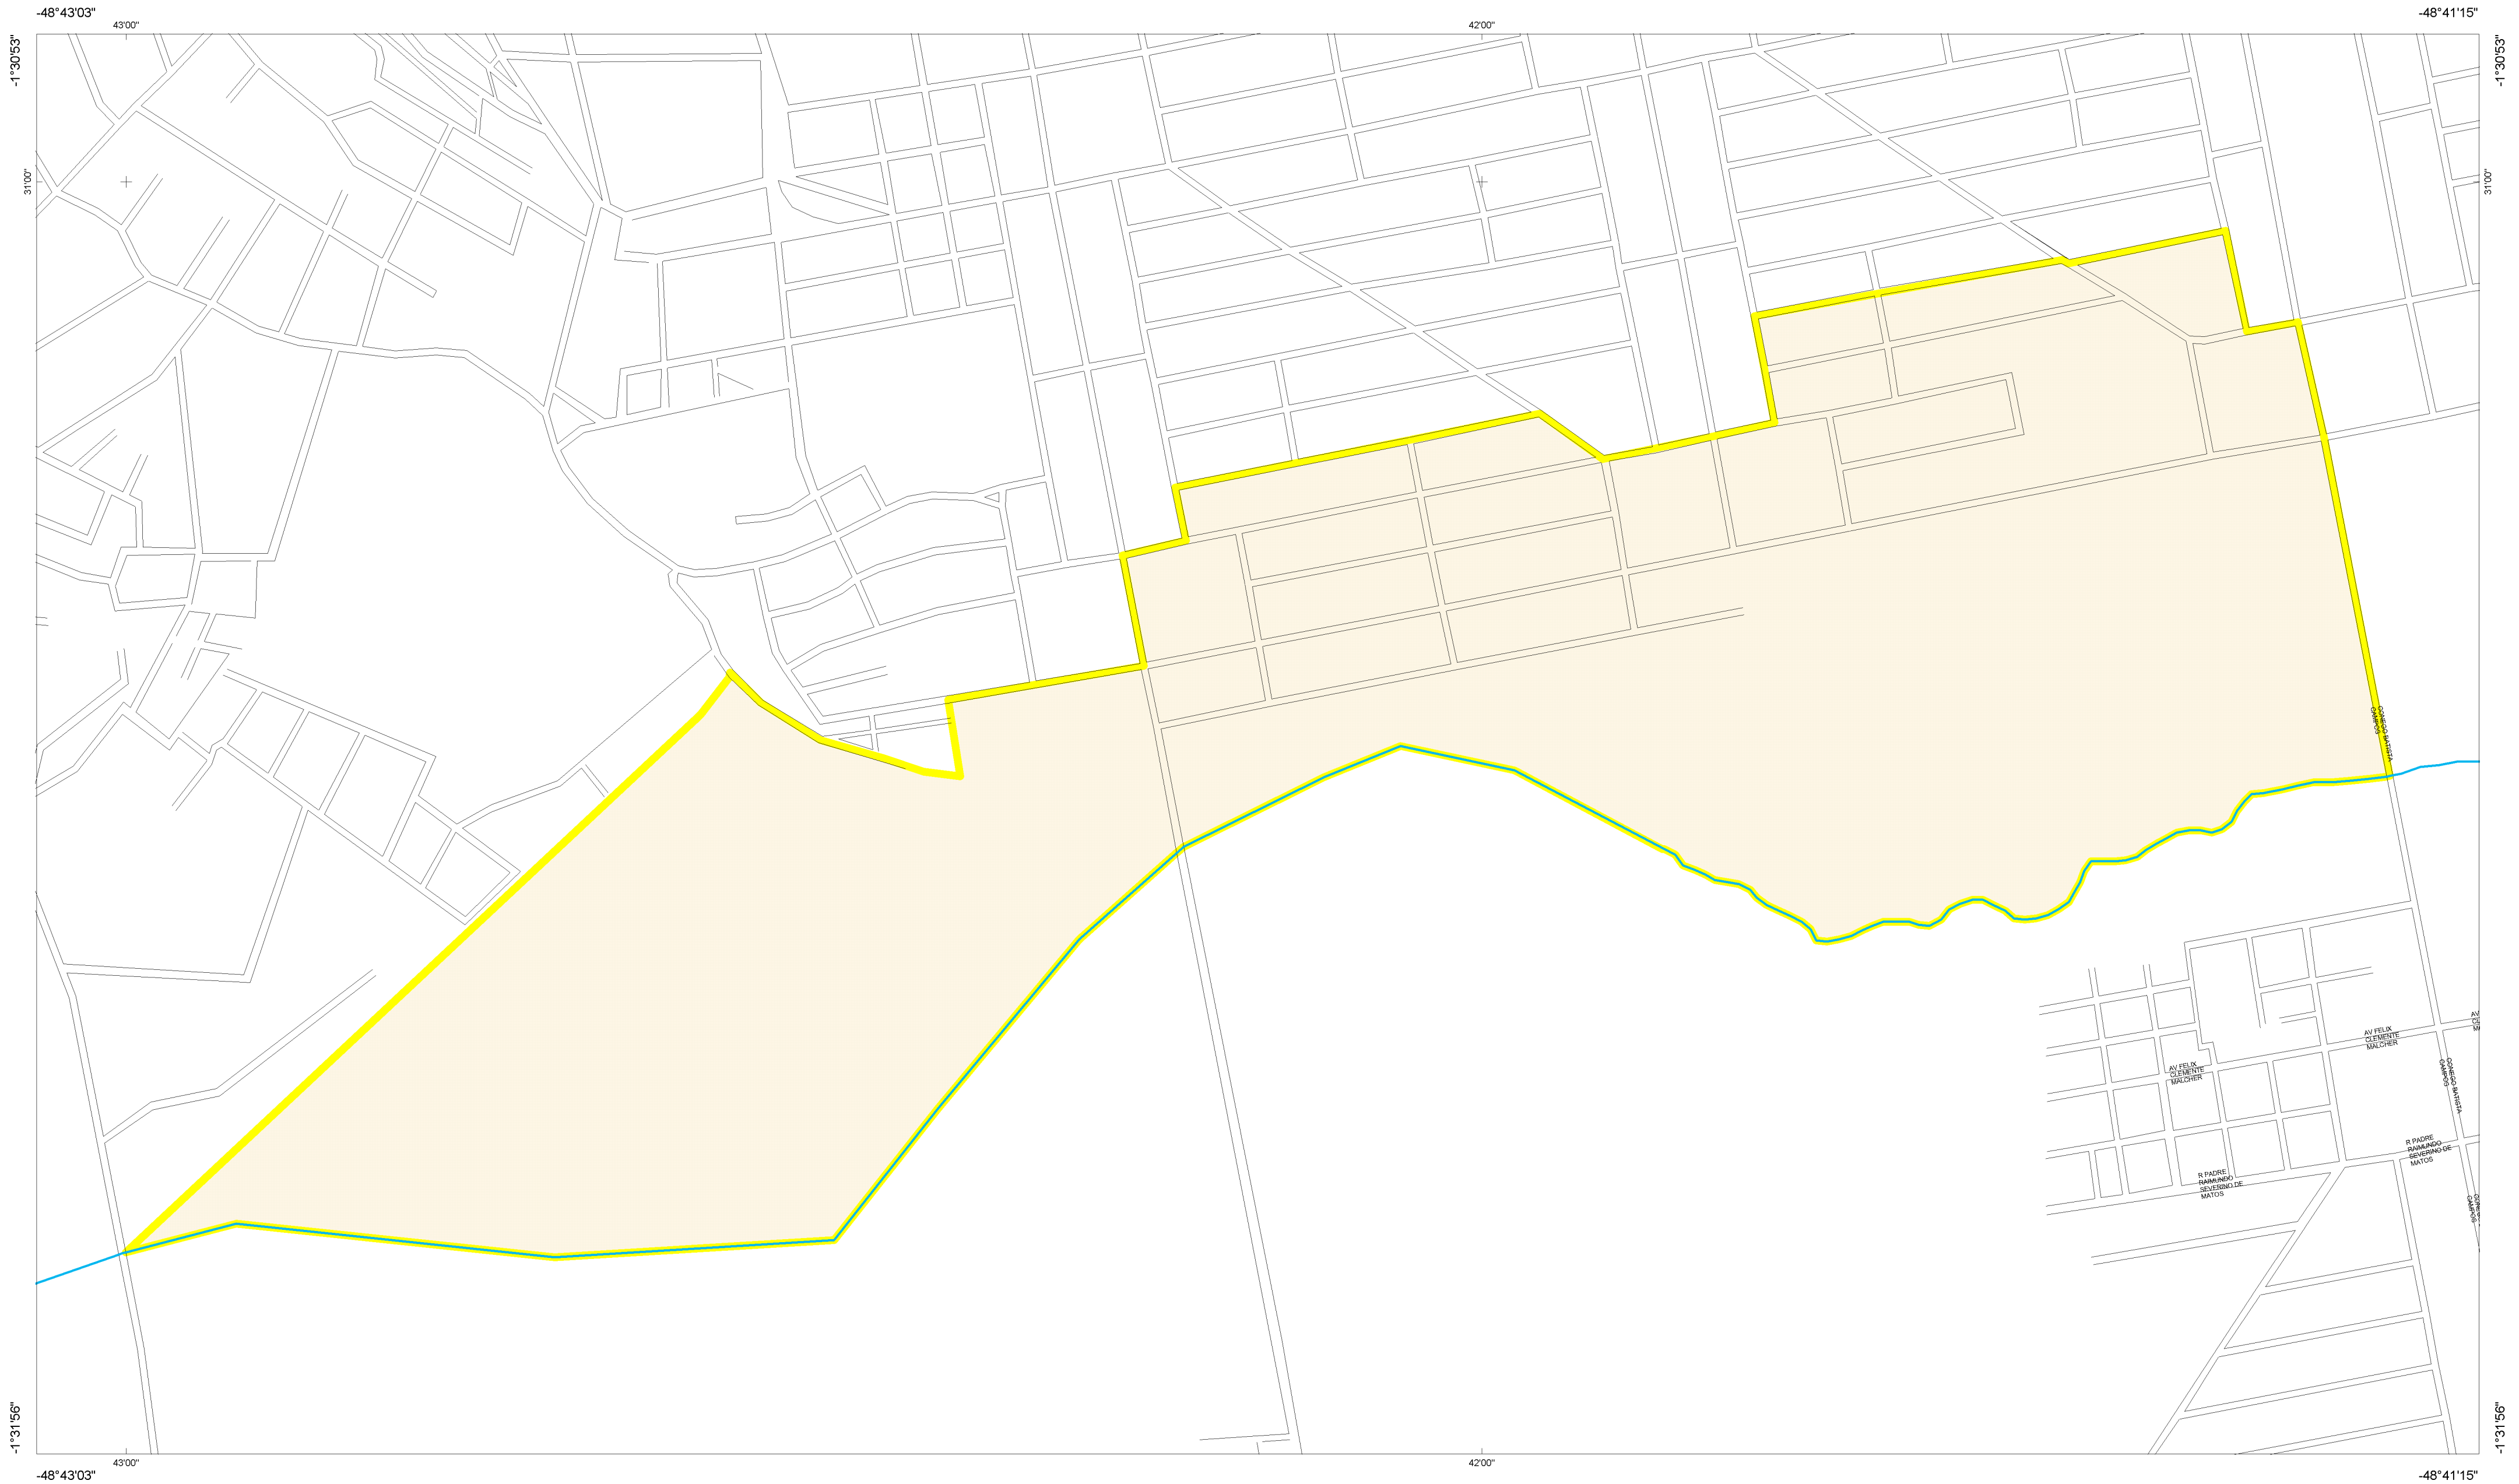 -48°43'03"
-48°41'15"
43'00"
42'00"
-1°30'53"
-1°30'53"
31'00"
31'00"
CONEGO BATISTA
CAMPOS
AV FELIX
CLEMENTE
MALCHER
AV
AV FELIX
CLEMENTE
MALCHER
CONEGO BATISTA
CAMPOS
R PADRE
RAIMUNDO
SEVERINO DE
MATOS
R PADRE
RAIMUNDO
SEVERINO DE
MATOS
CAMPOS
-1°31'56"
-1°31'56"
43'00"
42'00"
-48°43'03"
-48°41'15"